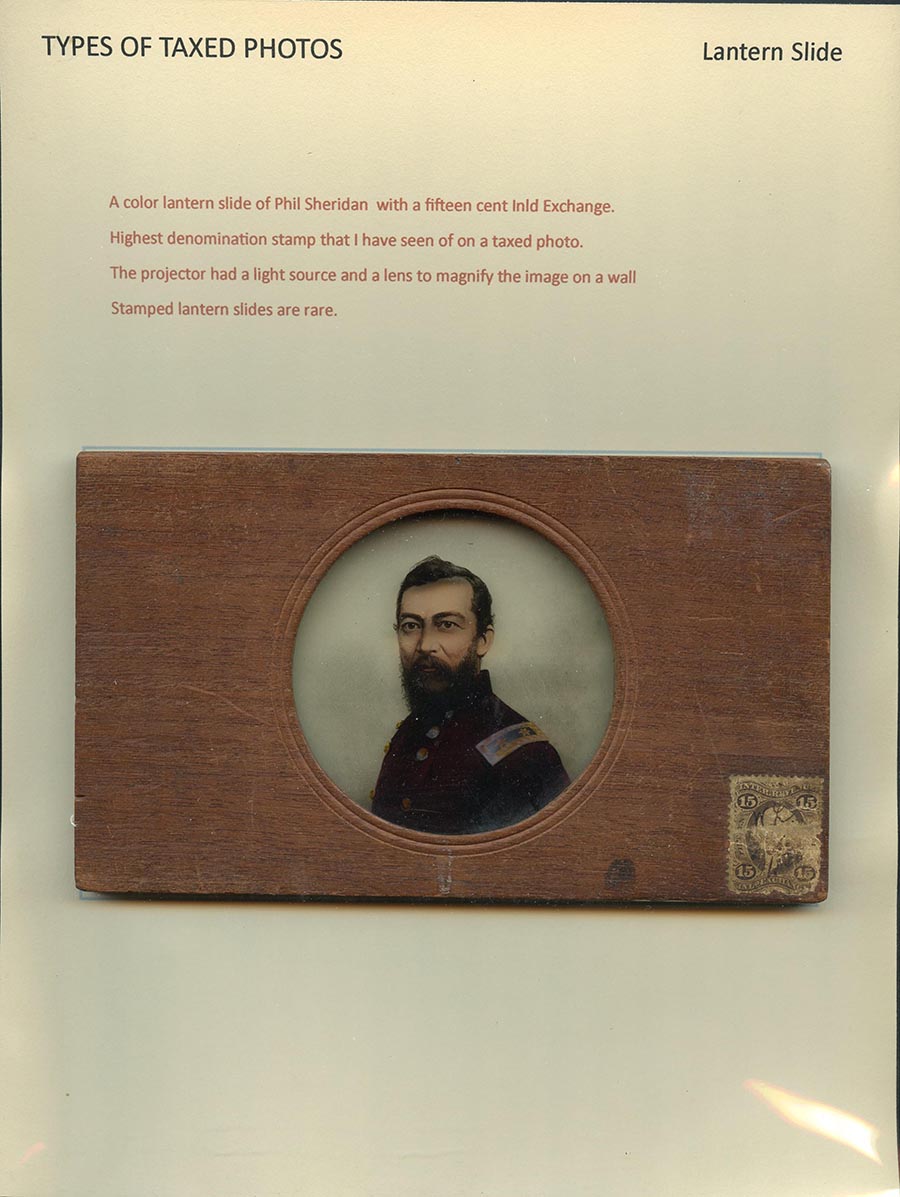 TYPES OF TAXED PHOTOS
Lantern Slide
A color lantern slide of Phil Sheridan with a fifteen cent Inld Exchange.
Highest denomination stamp that I have seen of on a taxed photo.
The projector had a light source and a lens to magnify the image on a wall
Stamped lantern slides are rare.
15 15
15 15